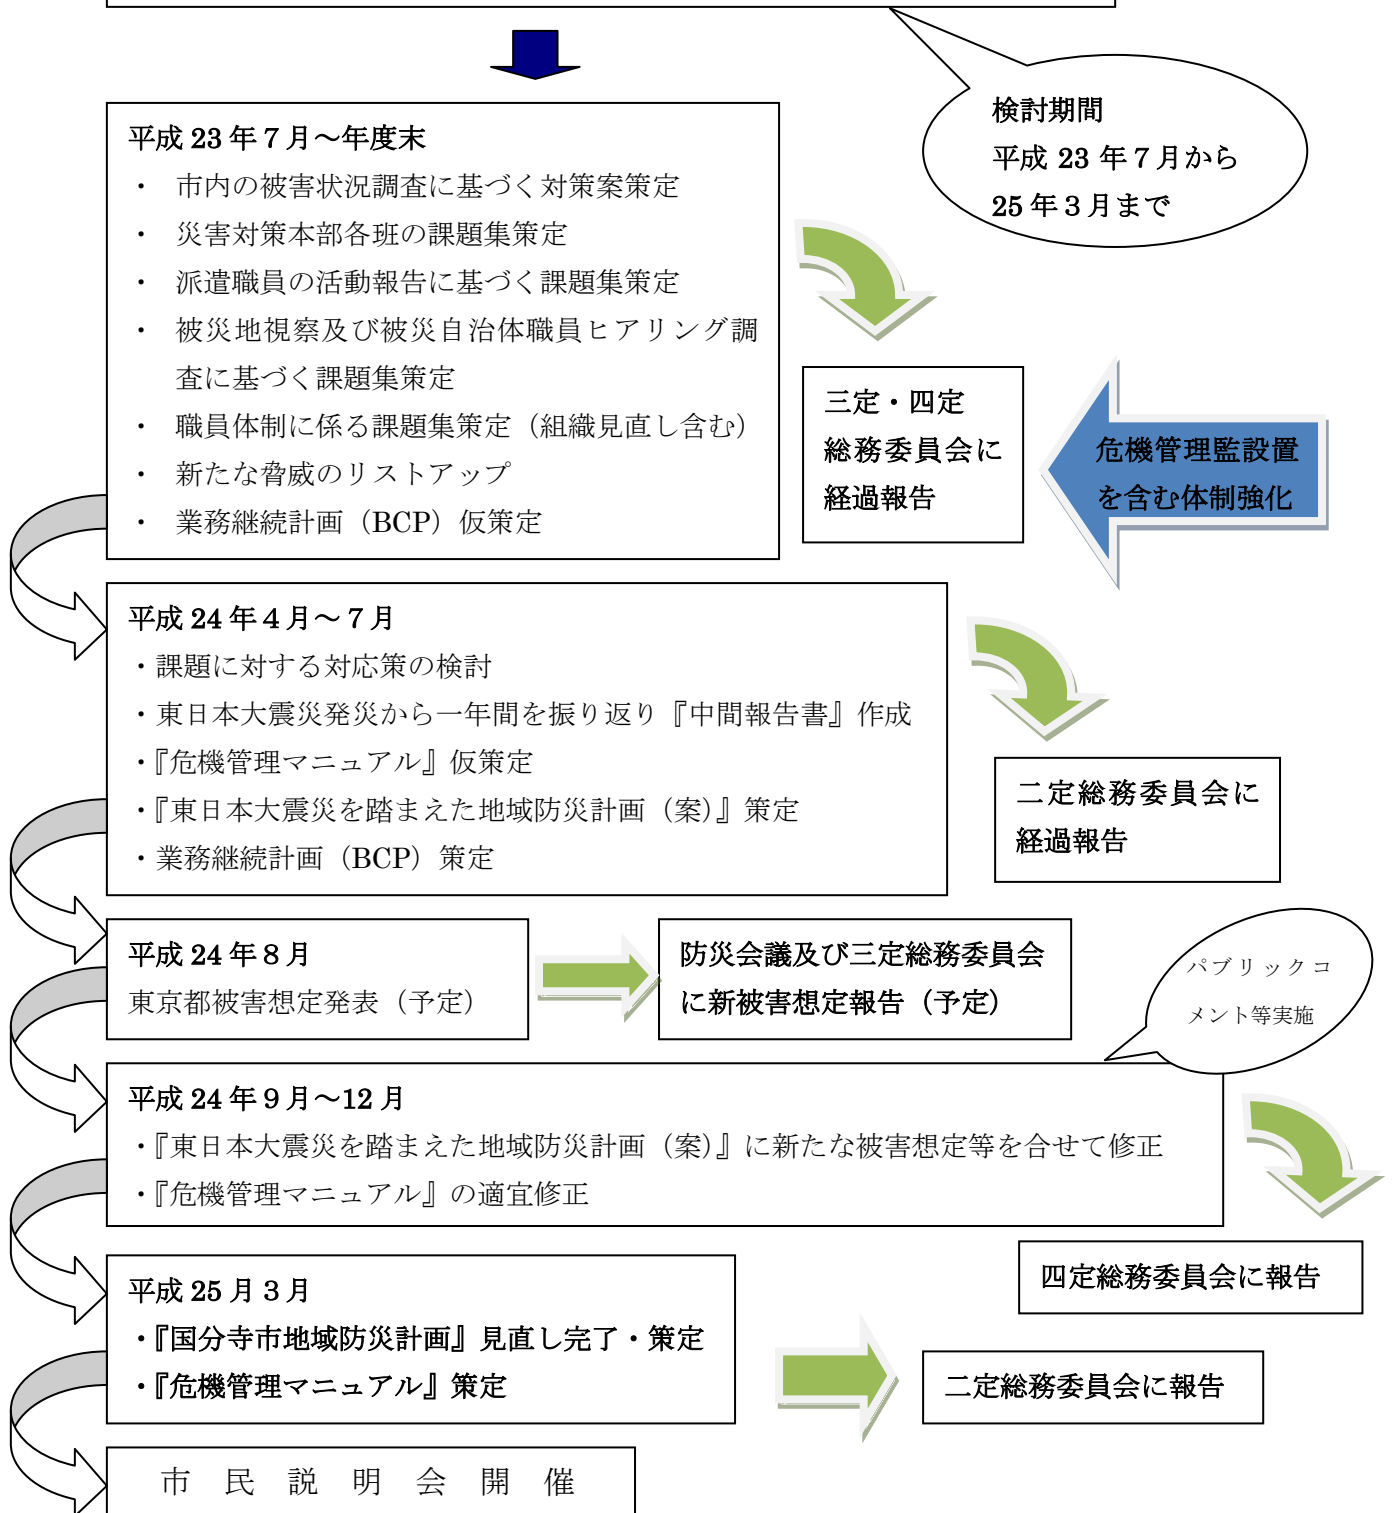 検討期間
平成 23 年７月から
25 年３月まで
平成 23 年７月～年度末
・ 市内の被害状況調査に基づく対策案策定
・ 災害対策本部各班の課題集策定
・ 派遣職員の活動報告に基づく課題集策定
・ 被災地視察及び被災自治体職員ヒアリング調
査に基づく課題集策定
・ 職員体制に係る課題集策定（組織見直し含む）
・ 新たな脅威のリストアップ
・ 業務継続計画（BCP）仮策定
三定・四定
総務委員会に
経過報告
危機管理監設置
を含む体制強化
平成 24 年４月～７月
・課題に対する対応策の検討
・東日本大震災発災から一年間を振り返り『中間報告書』作成
・『危機管理マニュアル』仮策定
・『東日本大震災を踏まえた地域防災計画（案）』策定
・業務継続計画（BCP）策定
二定総務委員会に
経過報告
平成 24 年８月
東京都被害想定発表（予定）
防災会議及び三定総務委員会
に新被害想定報告（予定）
パブリックコ
メント等実施
平成 24 年９月～12 月
・『東日本大震災を踏まえた地域防災計画（案）』に新たな被害想定等を合せて修正
・『危機管理マニュアル』の適宜修正
四定総務委員会に報告
平成 25 月３月
・『国分寺市地域防災計画』見直し完了・策定
・『危機管理マニュアル』策定
二定総務委員会に報告
市 民 説 明 会 開 催